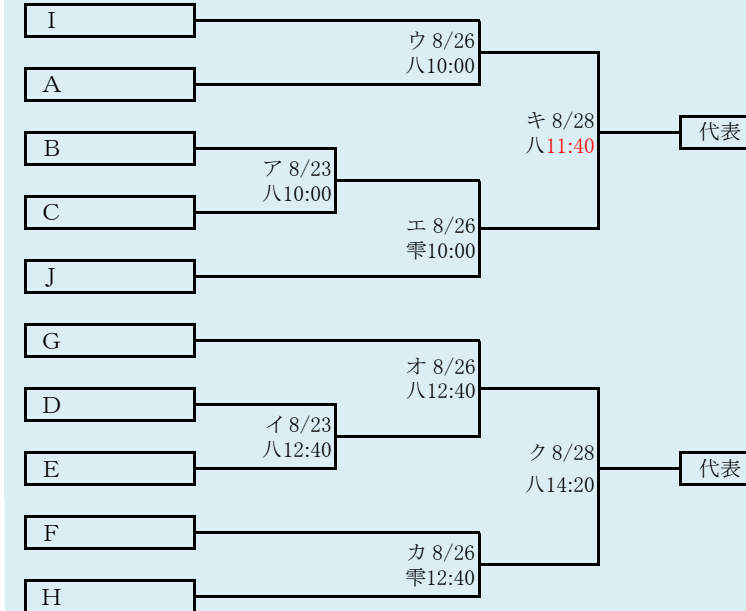 I
ウ 8/26
八10:00
A
キ 8/28
八11:40
代表
B
ア 8/23
八10:00
C
エ 8/26
雫10:00
J
G
オ 8/26
八12:40
D
イ 8/23
八12:40
E
ク 8/28
八14:20
代表
F
カ 8/26
雫12:40
H